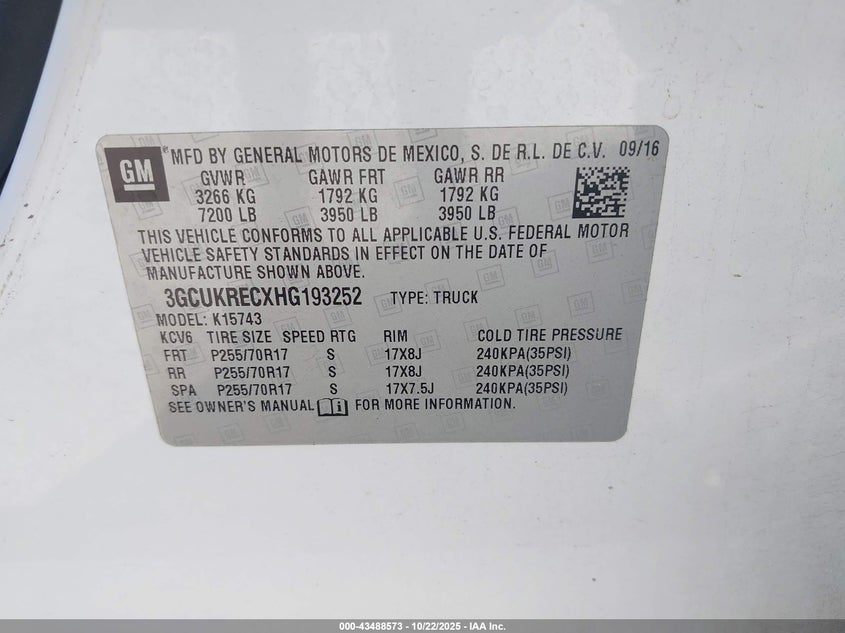 GM ® MFD BY GENERAL MOTORS DE MEXICO, S. DE R.L. DE C.V. 09/16
GVWR GAWR FRT GAWR RR
3266 KG 1792 KG 1792 KG
7200 LB 3950 LB 3950 LB
THIS VEHICLE CONFORMS TO ALL APPLICABLE U.S. FEDERAL MOTOR
VEHICLE SAFETY STANDARDS IN EFFECT ON THE DATE OF
MANUFACTURE SHOWN ABOVE.
3GCUKRECXHG193252 TYPE: TRUCK
MODEL: K15743
KCV6 TIRE SIZE SPEED RTG RIM COLD TIRE PRESSURE
FRT P255/70R17 S 17X8J 240KPA(35PSI)
RR P255/70R17 S 17X8J 240KPA(35PSI)
SPA P255/70R17 S 17X7.5J 240KPA(35PSI)
SEE OWNER'S MANUAL i FOR MORE INFORMATION.
000-43488573 - 10/22/2025 - IAA Inc.